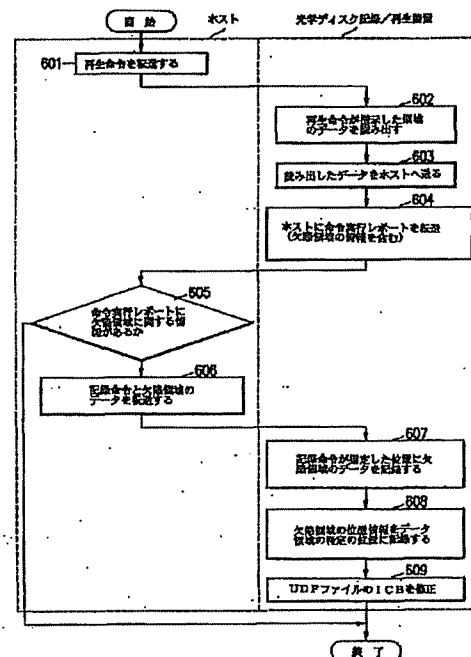 開始
ホスト
光学ディスク記録／再生装置
601
再生命令を転送する
602
再生命令が指示した領域
のデータを読み出す
603
読み出したデータをホストへ送る
604
ホストに命令実行レポートを転送
(欠陥領域の情報を含む)
605
命令実行レポートに
欠陥領域に関する情
報があるか
606
記録命令と欠陥領域の
データを転送する
607
記録命令が指定した位置に欠
陥領域のデータを記録する
608
欠陥領域の位置情報をデータ
領域の特定の位置に記録する
609
UDFファイルのICBを修正
終了